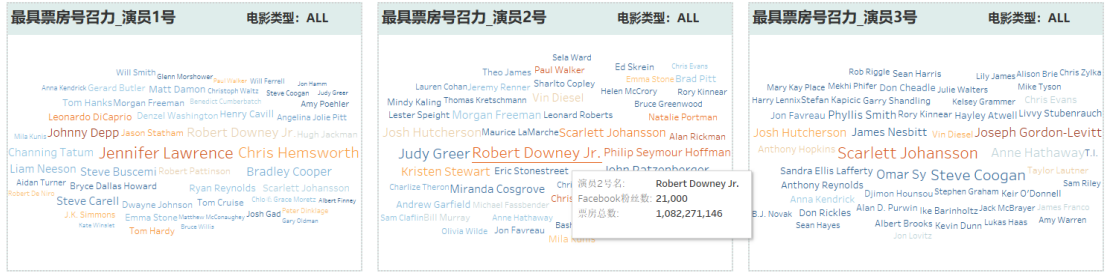 最具票房号召力_演员1号 电影类型：ALL
Will Smith Glenn Morshower Paul Walker Will Ferrell Jon Hamm
Anna Kendrick Gerard Butler Matt Damon Christoph Waltz Steve Coogan Judy Greer
Tom Hanks Morgan Freeman Benedict Cumberbatch Amy Poehler
Leonardo DiCaprio Denzel Washington Henry Cavill Angelina Jolie Pitt
Mila Kunis Johnny Depp Jason Statham Robert Downey Jr. Hugh Jackman
Channing Tatum Jennifer Lawrence Chris Hemsworth
Liam Neeson Steve Buscemi Robert Pattinson Bradley Cooper
Aidan Turner Bryce Dallas Howard Ryan Reynolds Scarlett Johansson
Robert De Niro Steve Carell Dwayne Johnson Tom Cruise Chloë Grace Moretz Albert Finney
J.K. Simmons Emma Stone Matthew McConaughey Josh Gad Peter Dinklage
Kate Winslet Tom Hardy Bruce Willis Gary Oldman
最具票房号召力_演员2号 电影类型：ALL
Sela Ward
Theo James Paul Walker Ed Skrein Chris Evans
Lauren Cohan Jeremy Renner Sharlto Copley Emma Stone Brad Pitt
Mindy Kaling Thomas Kretschmann Vin Diesel Helen McCrory Rory Kinnear
Lester Speight Morgan Freeman Leonard Roberts Bruce Greenwood
Natalie Portman
Josh Hutcherson Maurice LaMarche Scarlett Johansson Alan Rickman
Judy Greer Robert Downey Jr. Philip Seymour Hoffman
Kristen Stewart Eric Stonestreet John Ratzenberger
Charlize Theron Miranda Cosgrove
Andrew Garfield Michael Fassbender
Sam Claflin Bill Murray Anne Hathaway
Olivia Wilde Jon Favreau
Mila Kunis
演员2号名: Robert Downey Jr.
Facebook粉丝数: 21,000
票房总数: 1,082,271,146
最具票房号召力_演员3号 电影类型：ALL
Rob Riggle Sean Harris Lily James Alison Brie Chris Zylka
Mary Kay Place Mekhi Phifer Don Cheadle Julie Walters Mike Tyson
Harry Lennix Stefan Kapicic Garry Shandling Kelsey Grammer Chris Evans
Jon Favreau Phyllis Smith Rory Kinnear Hayley Atwell Livvy Stubenrauch
Josh Hutcherson James Nesbitt Vin Diesel Joseph Gordon-Levitt
Anthony Hopkins Scarlett Johansson Anne Hathaway T.I.
Sandra Ellis Lafferty Omar Sy Steve Coogan Taylor Lautner
Anthony Reynolds Djimon Hounsou Stephen Graham Keir O'Donnell Sam Riley
Anna Kendrick Alan D. Purwin Ike Barinholtz Jack McBrayer James Franco
B.J. Novak Don Rickles Albert Brooks Kevin Dunn Lukas Haas Amy Warren
Sean Hayes Jon Lovitz